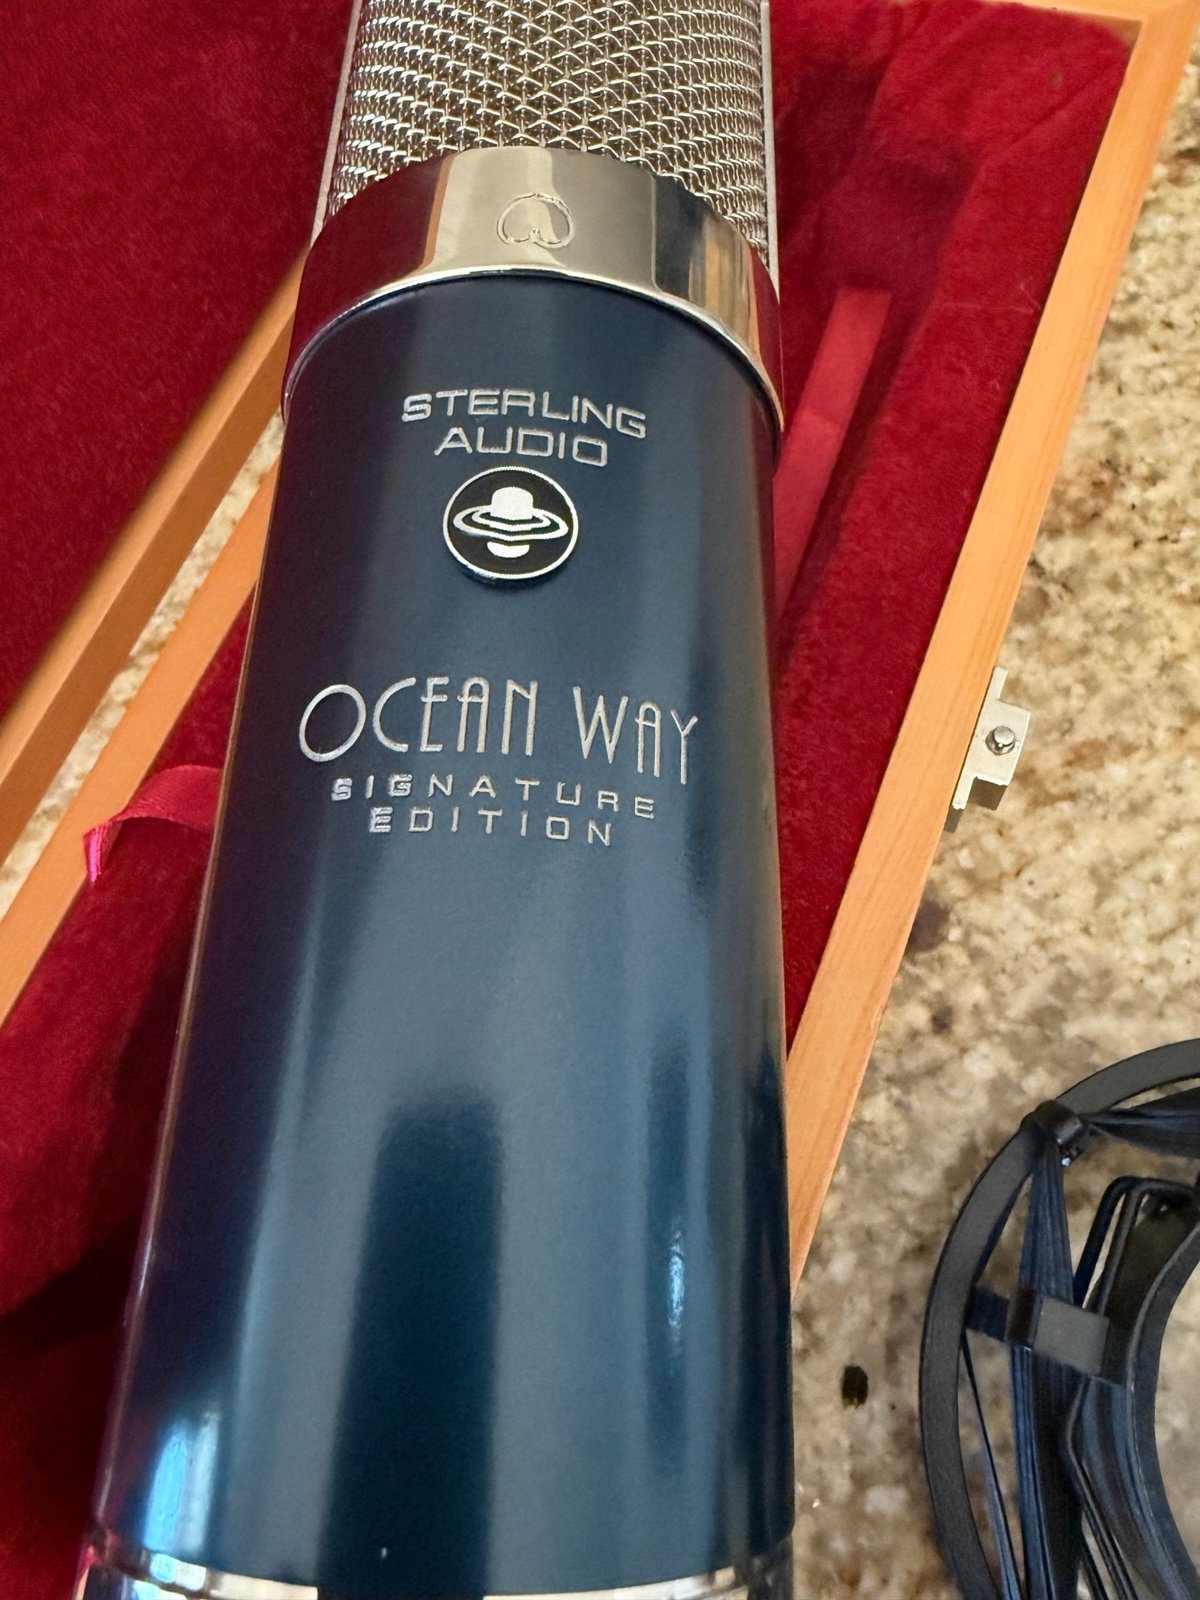 STERLING
AUDIO
OCEAN WAY
SIGNATURE
EDITION